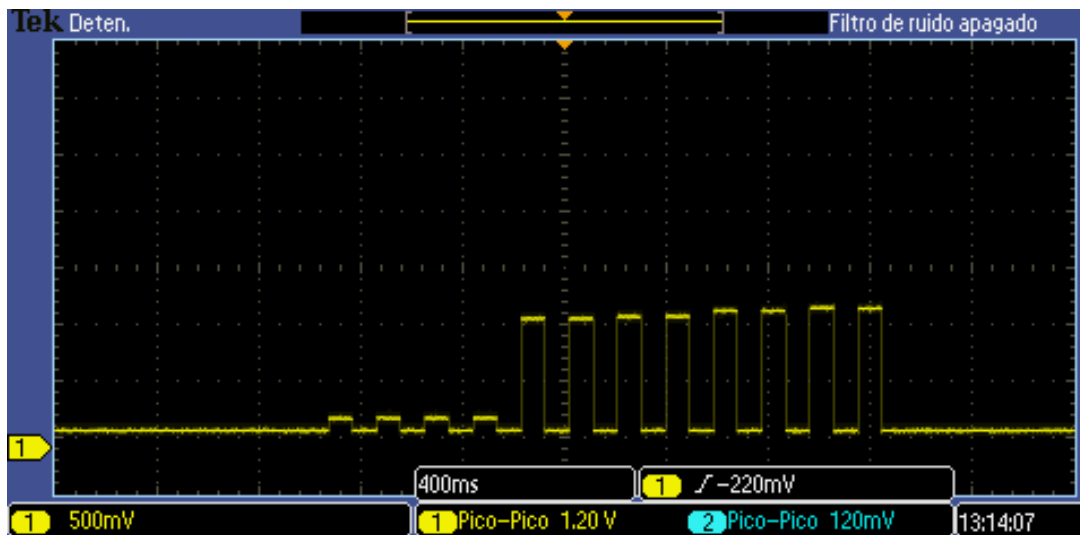 Tek Deten. Filtro de ruido apagado
1
400ms 1 -220mV
1 500mV 1 Pico-Pico 1.20 V 2 Pico-Pico 120mV 13:14:07